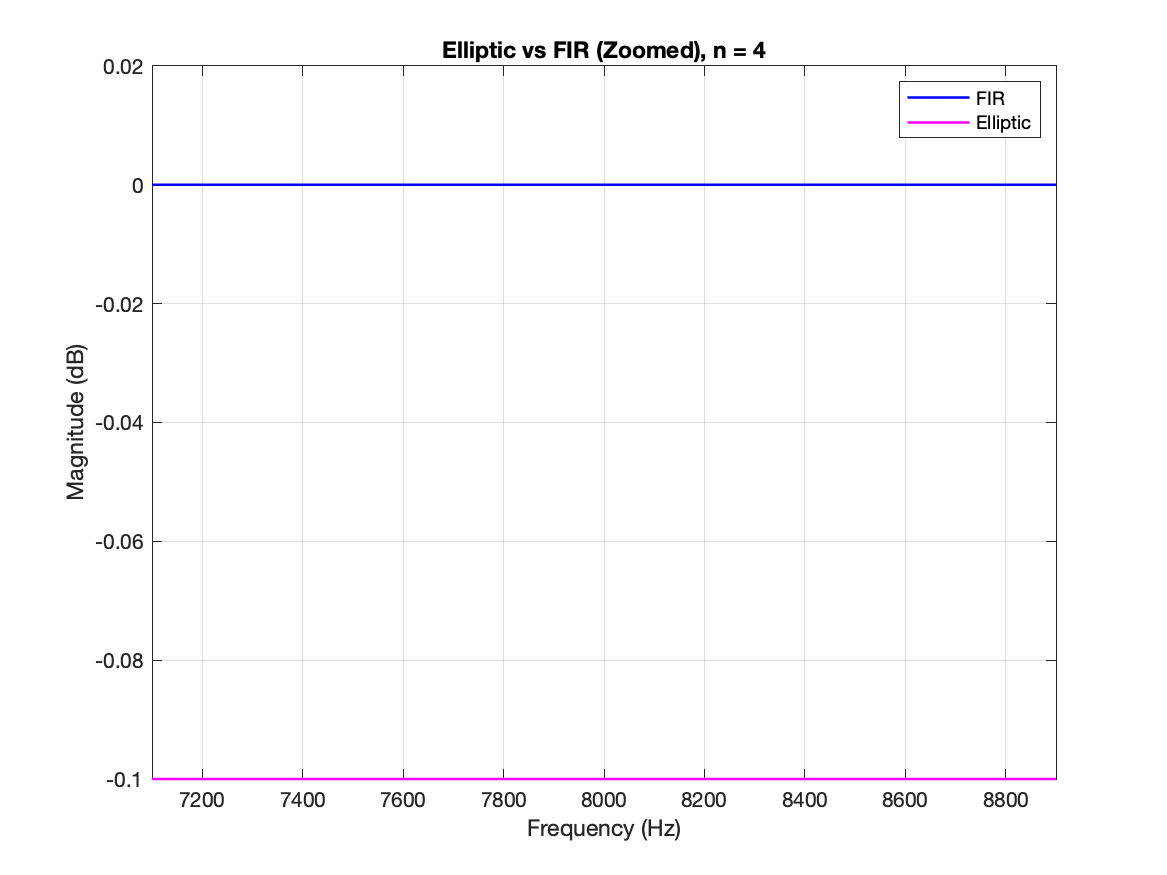 Elliptic vs FIR (Zoomed), n = 4
0.02
0
-0.02
-0.04
-0.06
-0.08
-0.1
Magnitude (dB)
FIR
Elliptic
7200 7400 7600 7800 8000 8200 8400 8600 8800
Frequency (Hz)